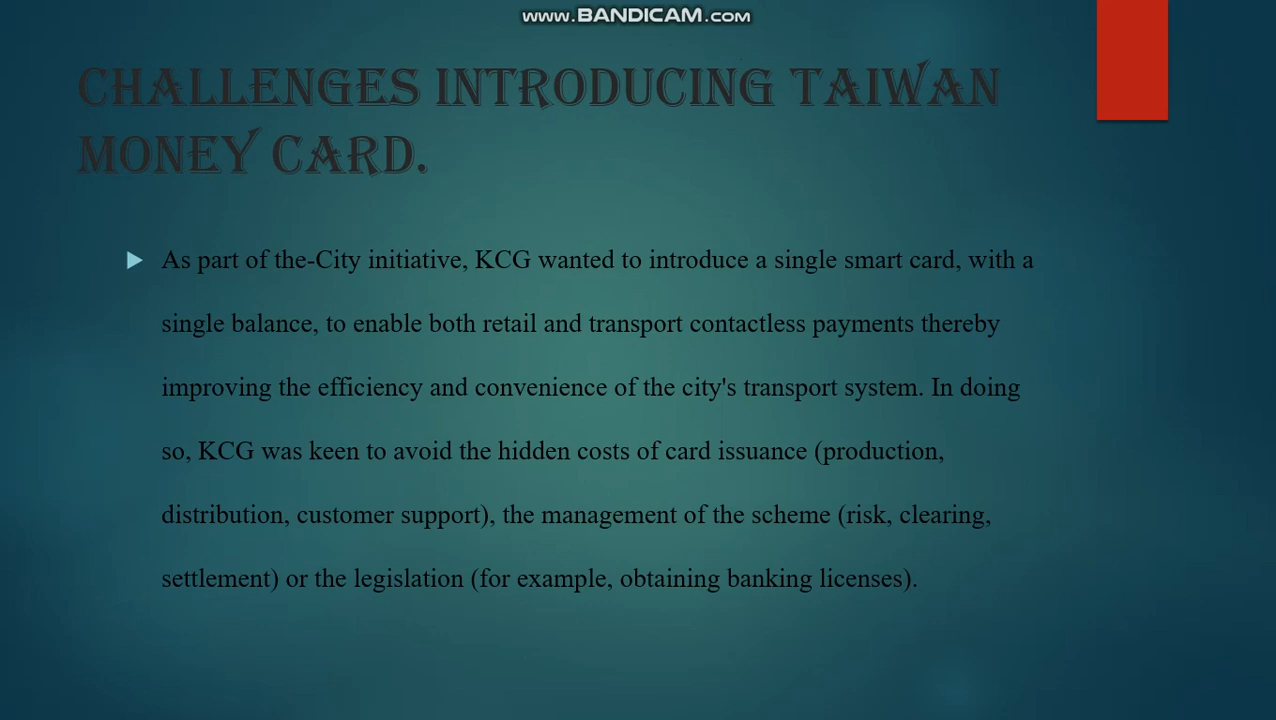 www.BANDICAM.com
CHALLENGES INTRODUCING TAIWAN
MONEY CARD.
As part of the-City initiative, KCG wanted to introduce a single smart card, with a
single balance, to enable both retail and transport contactless payments thereby
improving the efficiency and convenience of the city's transport system. In doing
so, KCG was keen to avoid the hidden costs of card issuance (production,
distribution, customer support), the management of the scheme (risk, clearing,
settlement) or the legislation (for example, obtaining banking licenses).